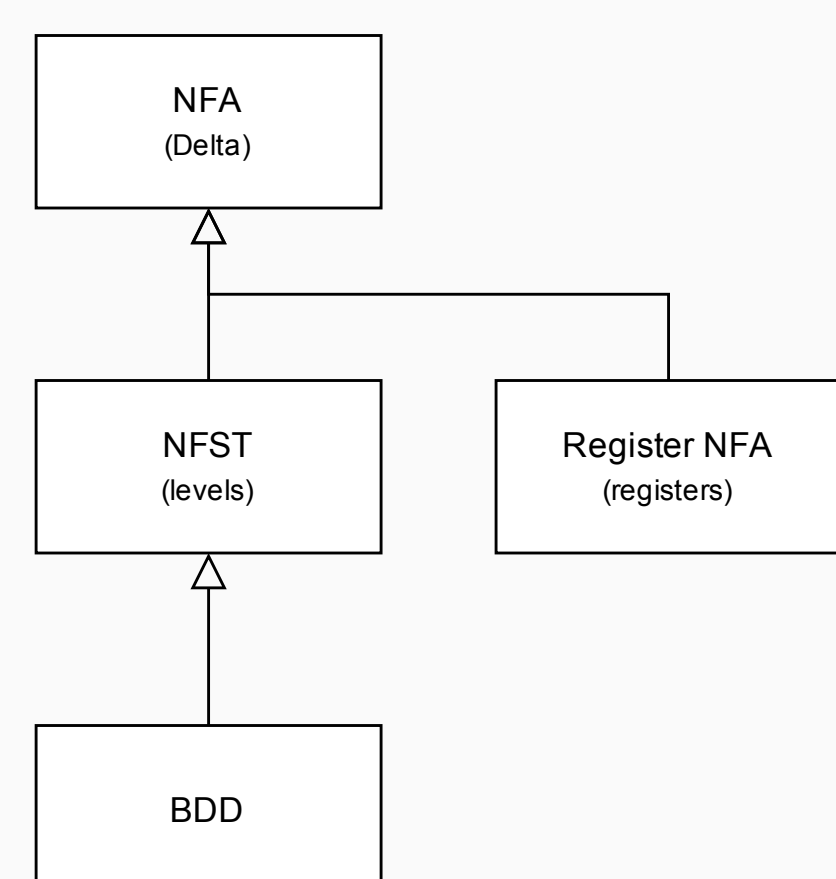 NFA
(Delta)
NFST
(levels)
Register NFA
(registers)
BDD